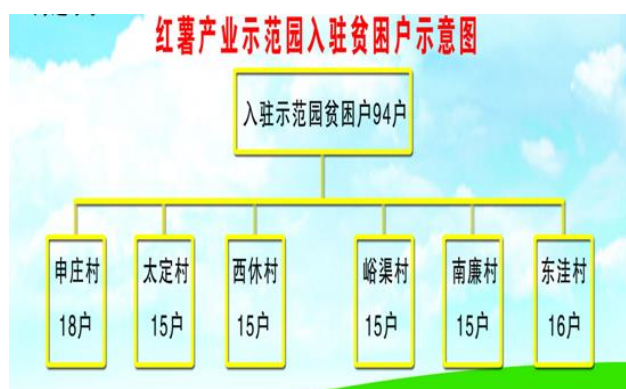 红薯产业示范园入驻贫困户示意图
入驻示范园贫困户94户
申庄村
18户
太定村
15户
西休村
15户
峪渠村
15户
南廉村
15户
东洼村
16户